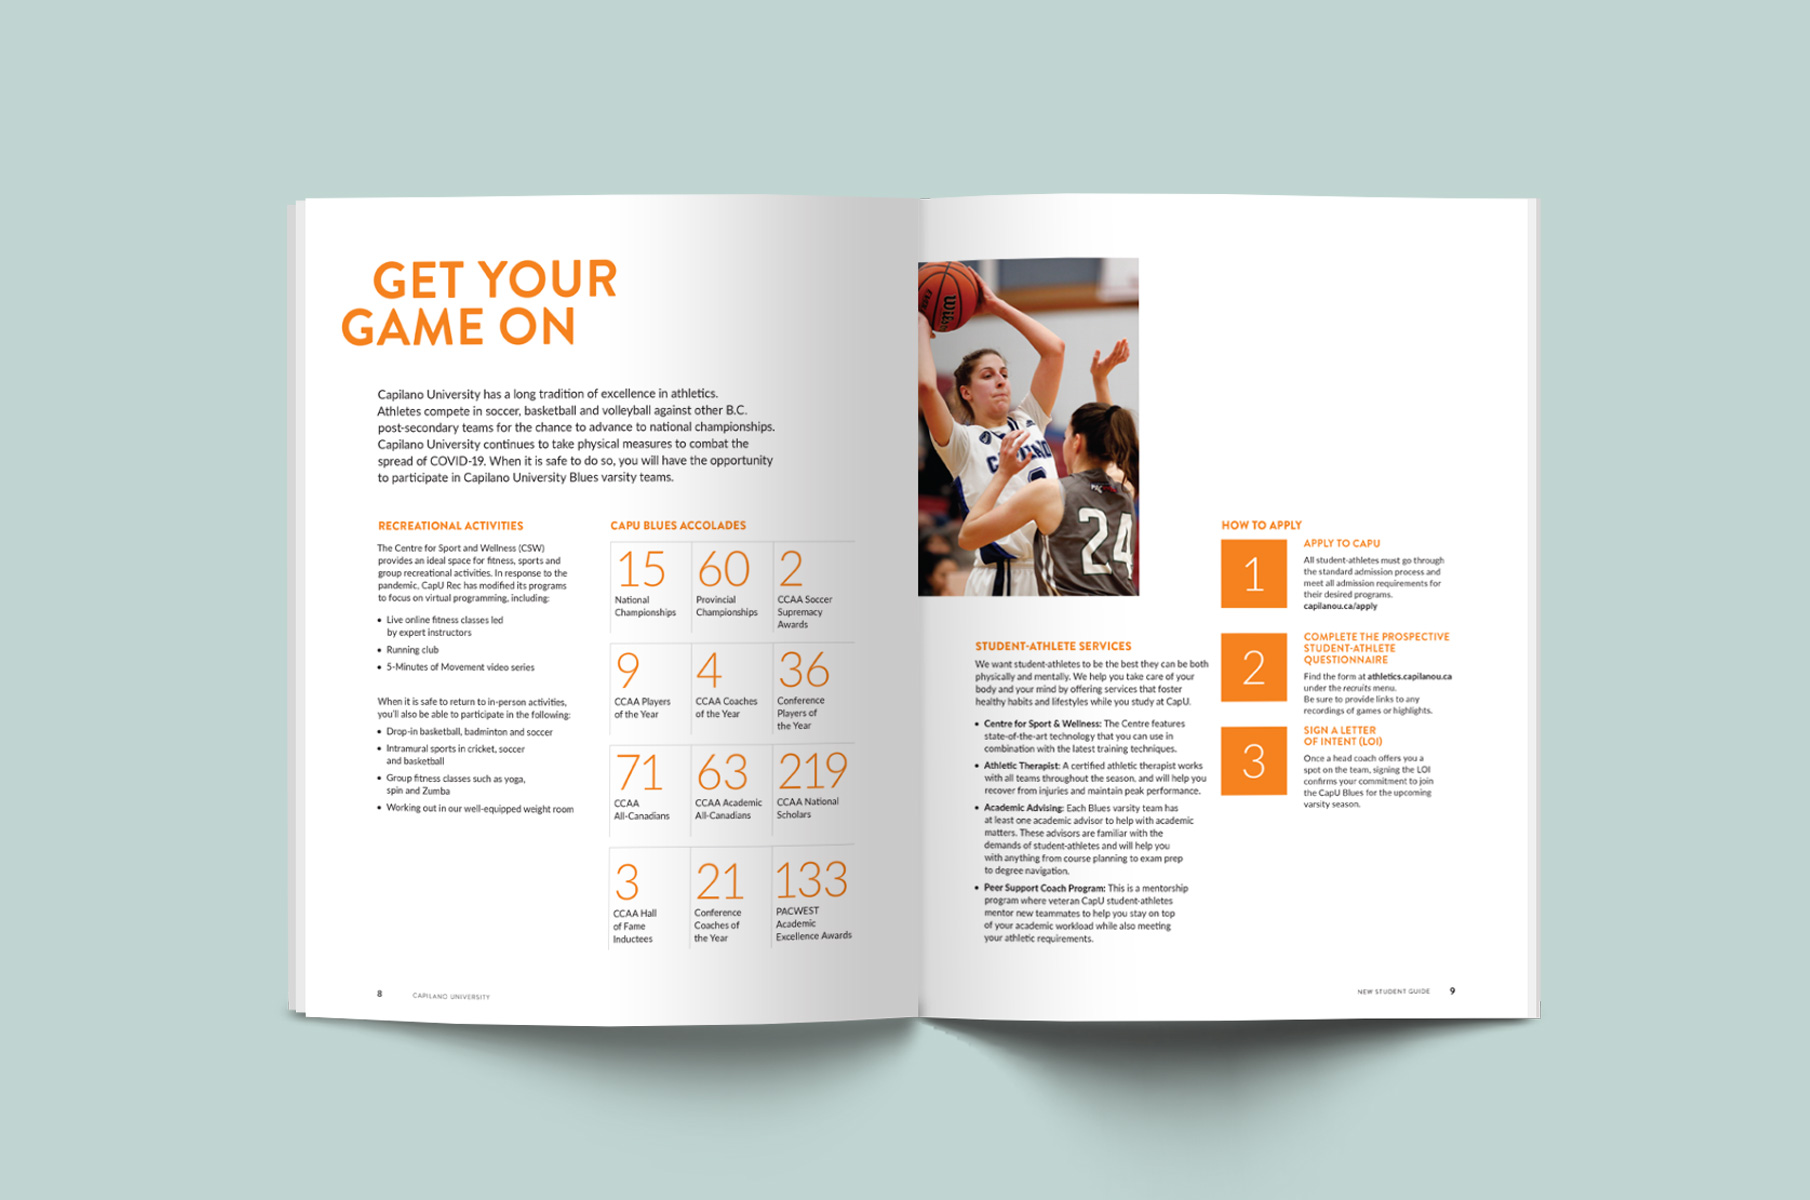 GET YOUR
GAME ON
Capilano University has a long tradition of excellence in athletics.
Athletes compete in soccer, basketball and volleyball against other B.C.
post-secondary teams for the chance to advance to national championships.
Capilano University continues to take physical measures to combat the
spread of COVID-19. When it is safe to do so, you will have the opportunity
to participate in Capilano University Blues varsity teams.
RECREATIONAL ACTIVITIES
The Centre for Sport and Wellness (CSW)
provides an ideal space for fitness, sports and
group recreational activities. In response to the
pandemic, CapU Rec has modified its programs
to focus on virtual programming, including:
• Live online fitness classes led
by expert instructors
• Running club
• 5-Minutes of Movement video series
When it is safe to return to in-person activities,
you'll also be able to participate in the following:
• Drop-in basketball, badminton and soccer
• Intramural sports in cricket, soccer
and basketball
• Group fitness classes such as yoga,
spin and Zumba
• Working out in our well-equipped weight room
CAPU BLUES ACCOLADES
15
National
Championships
60
Provincial
Championships
2
CCAA Soccer
Supremacy
Awards
9
CCAA Players
of the Year
4
CCAA Coaches
of the Year
36
Conference
Players of
the Year
71
CCAA
All-Canadians
63
CCAA Academic
All-Canadians
219
CCAA National
Scholars
3
CCAA Hall
of Fame
Inductees
21
Conference
Coaches of
the Year
133
PACWEST
Academic
Excellence Awards
8
CAPILANO UNIVERSITY
Wilson
24
STUDENT-ATHLETE SERVICES
We want student-athletes to be the best they can be both
physically and mentally. We help you take care of your
body and your mind by offering services that foster
healthy habits and lifestyles while you study at CapU.
• Centre for Sport & Wellness: The Centre features
state-of-the-art technology that you can use in
combination with the latest training techniques.
• Athletic Therapist: A certified athletic therapist works
with all teams throughout the season, and will help you
recover from injuries and maintain peak performance.
• Academic Advising: Each Blues varsity team has
at least one academic advisor to help with academic
matters. These advisors are familiar with the
demands of student-athletes and will help you
with anything from course planning to exam prep
to degree navigation.
• Peer Support Coach Program: This is a mentorship
program where veteran CapU student-athletes
mentor new teammates to help you stay on top
of your academic workload while also meeting
your athletic requirements.
HOW TO APPLY
1
APPLY TO CAPU
All student-athletes must go through
the standard admission process and
meet all admission requirements for
their desired programs.
capilanou.ca/apply
2
COMPLETE THE PROSPECTIVE
STUDENT-ATHLETE
QUESTIONNAIRE
Find the form at athletics.capilanou.ca
under the recruits menu.
Be sure to provide links to any
recordings of games or highlights.
3
SIGN A LETTER
OF INTENT (LOI)
Once a head coach offers you a
spot on the team, signing the LOI
confirms your commitment to join
the CapU Blues for the upcoming
varsity season.
NEW STUDENT GUIDE
9